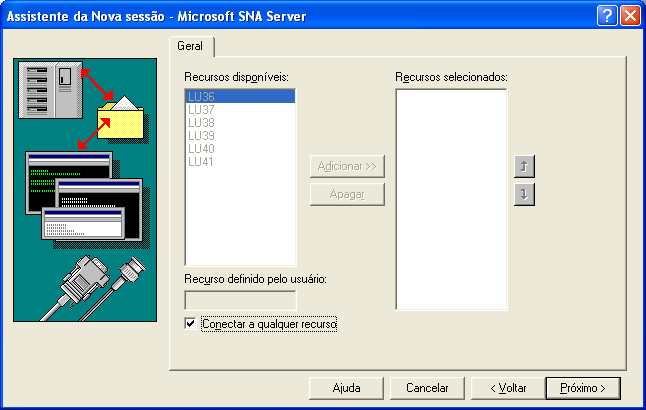 Assistente da Nova sessão - Microsoft SNA Server
Geral
Recursos disponíveis:
Recursos selecionados:
LU36
LU37
LU38
LU39
LU40
LU41
Adicionar >>
Apagar
Recurso definido pelo usuário:
Conectar a qualquer recurso
Ajuda
Cancelar
< Voltar
Próximo >